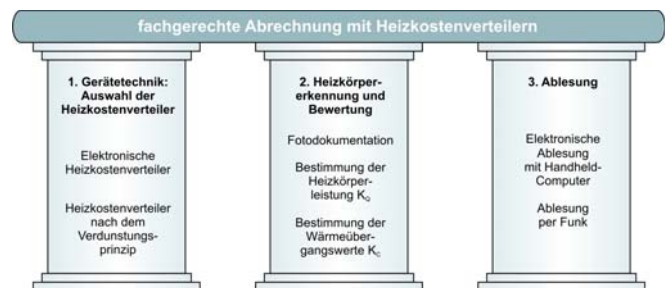 fachgerechte Abrechnung mit Heizkostenverteilern
1. Gerätetechnik:
Auswahl der
Heizkostenverteiler
Elektronische
Heizkostenverteiler
Heizkostenverteiler
nach dem
Verdunstungs-
prinzip
2. Heizkörper-
erkennung und
Bewertung
Fotodokumentation
Bestimmung der
Heizkörper-
leistung KQ
Bestimmung der
Wärmeüber-
gangswerte KC
3. Ablesung
Elektronische
Ablesung
mit Handheld-
Computer
Ablesung
per Funk